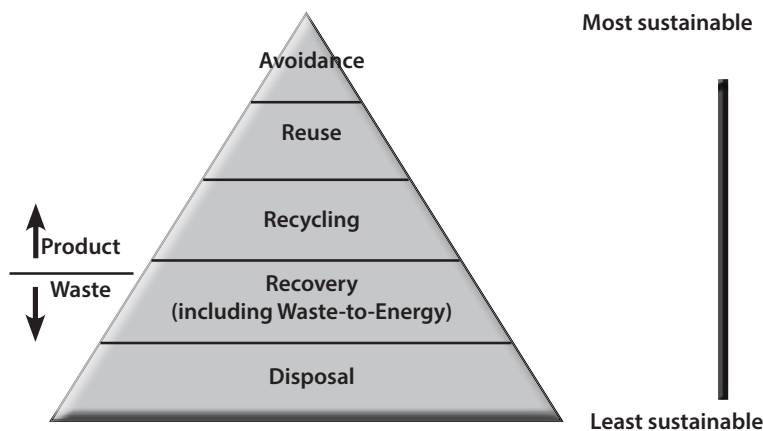 Most sustainable
Avoidance
Reuse
Recycling
Product
Waste
Recovery
(including Waste-to-Energy)
Disposal
Least sustainable